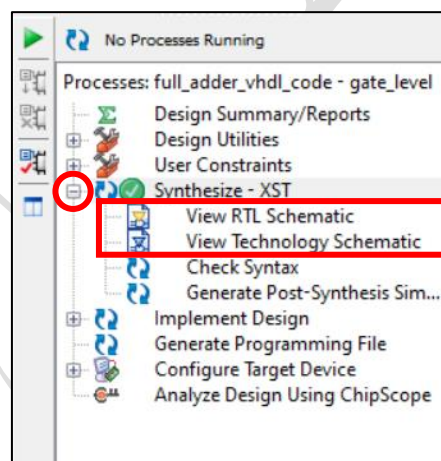 No Processes Running
Processes: full_adder_vhdl_code - gate_level
Design Summary/Reports
Design Utilities
User Constraints
Synthesize - XST
View RTL Schematic
View Technology Schematic
Check Syntax
Generate Post-Synthesis Sim...
Implement Design
Generate Programming File
Configure Target Device
Analyze Design Using ChipScope